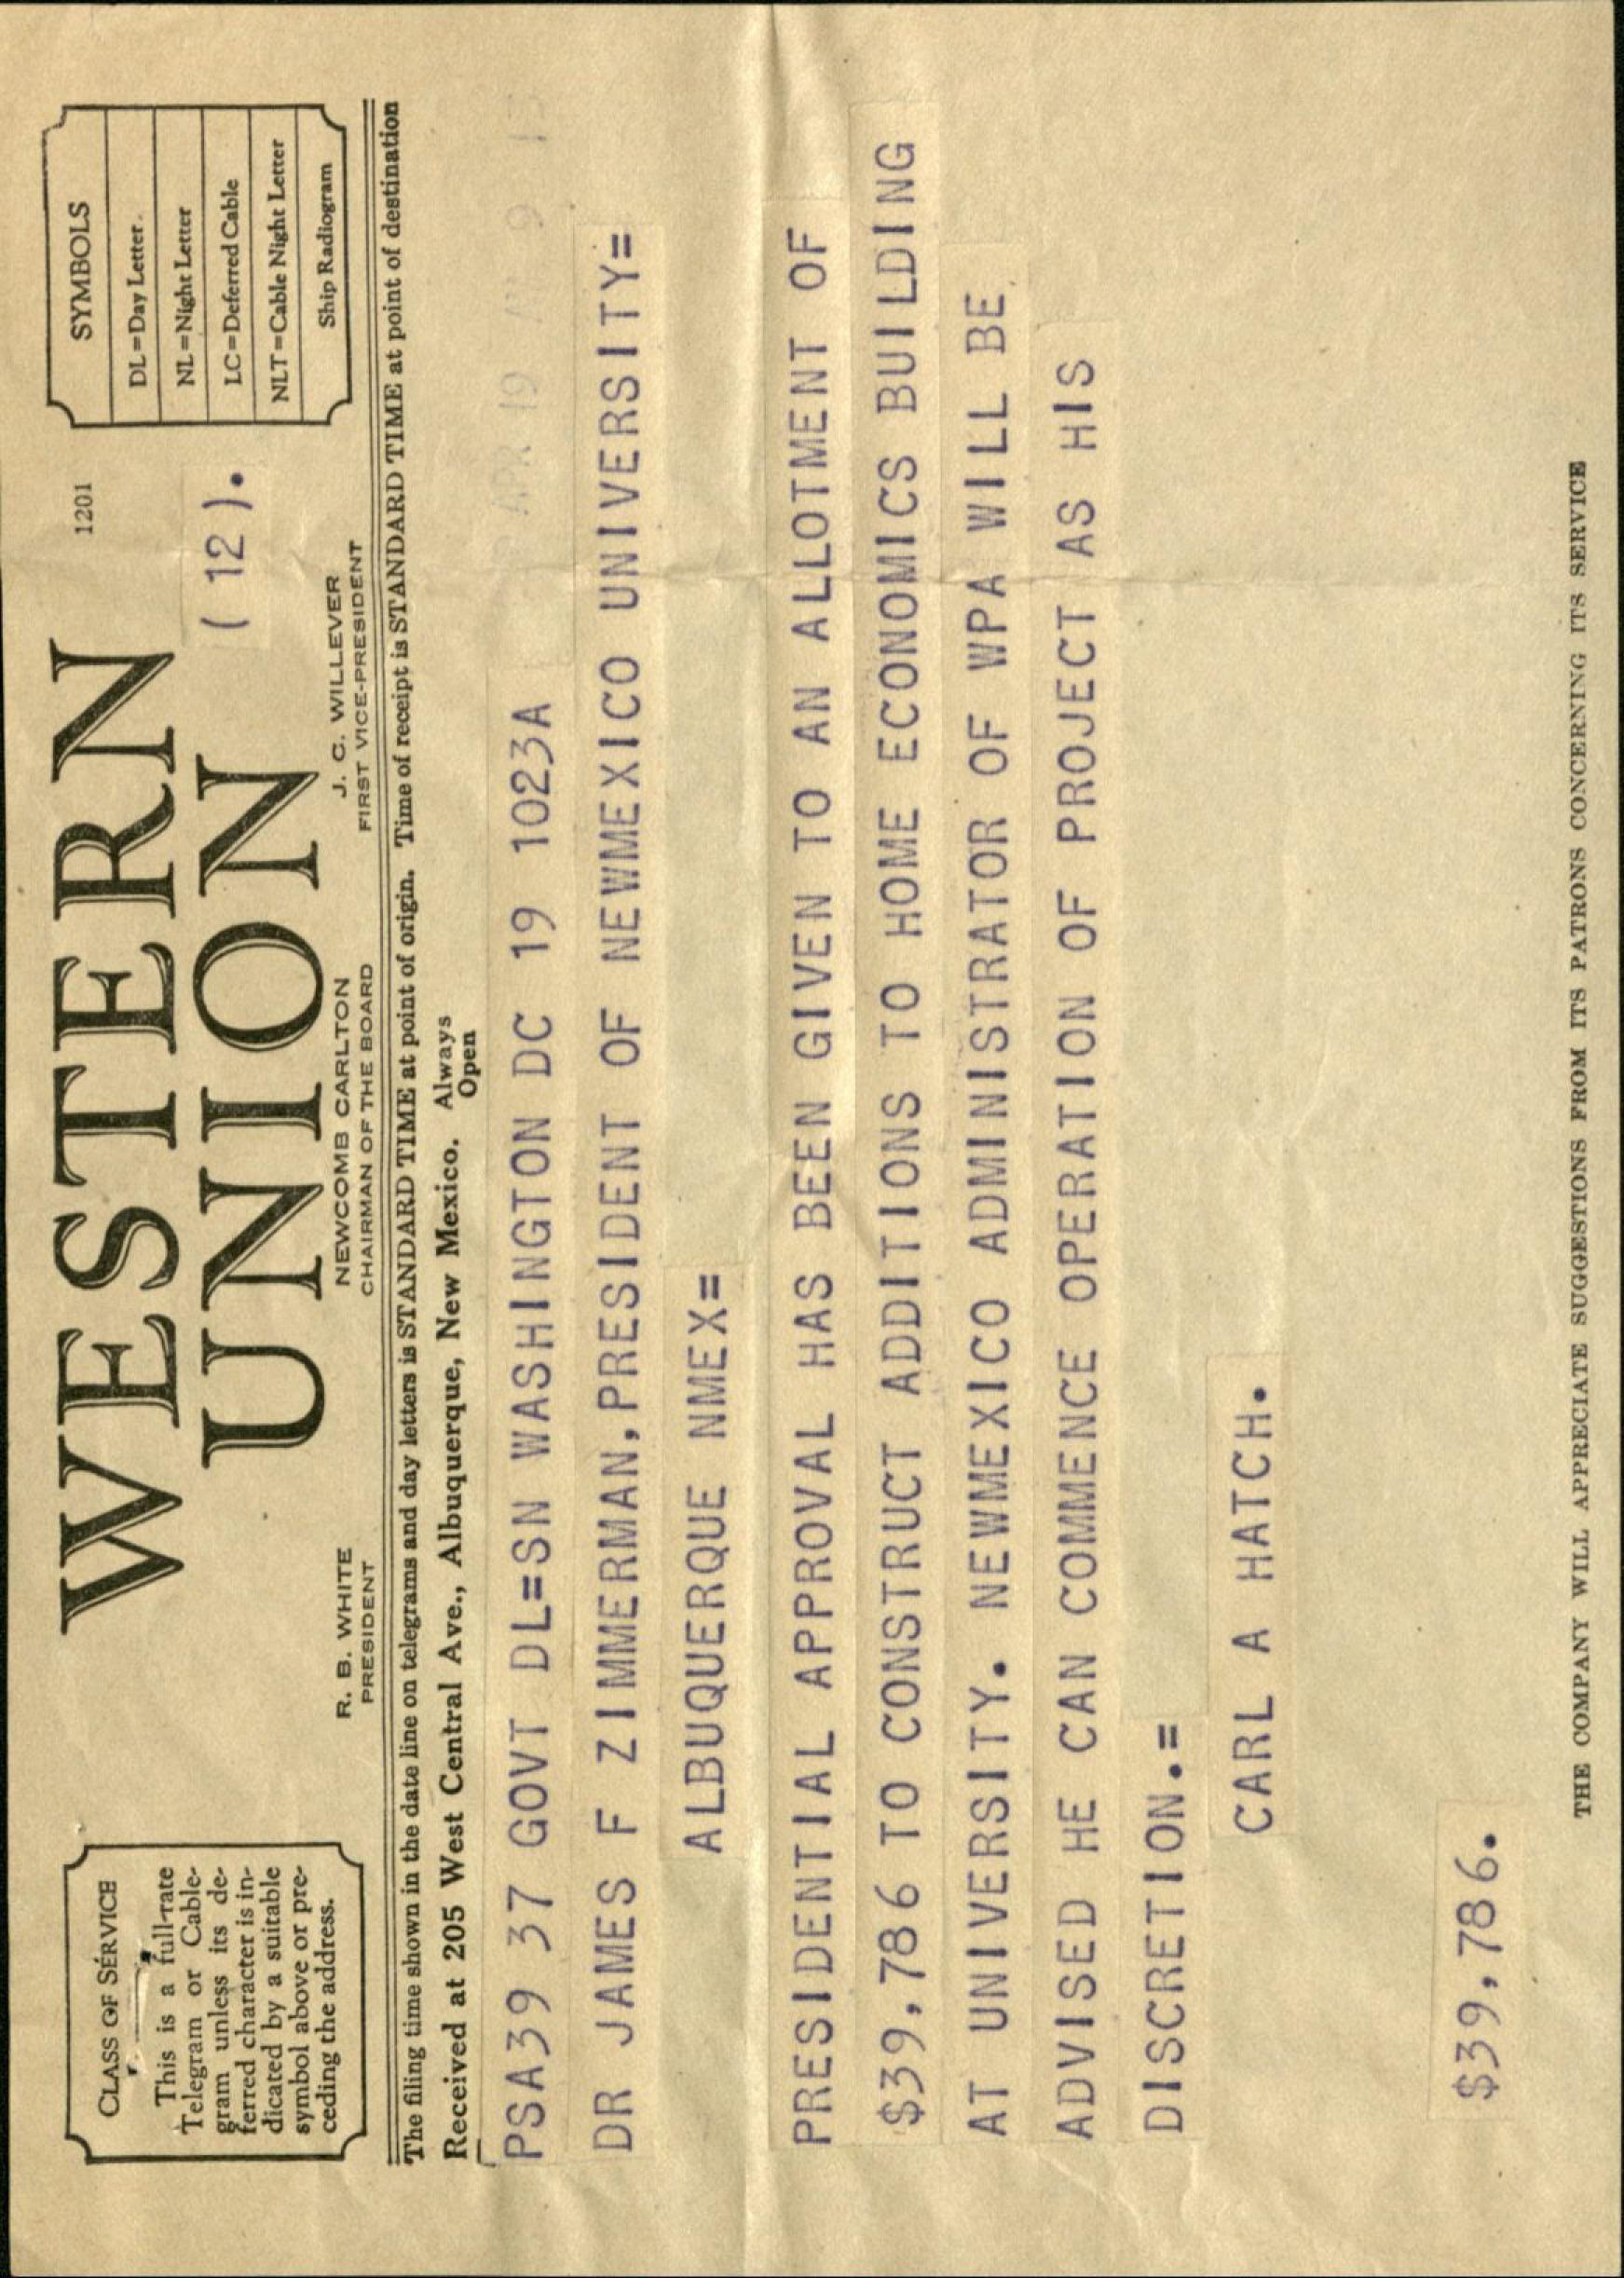 CLASS OF SERVICE
This is a full-rate
Telegram or Cable-
gram unless its de-
ferred character is in-
dicated by a suitable
symbol above or pre-
ceding the address.
WESTERN
UNION
1201
( 12 ).
SYMBOLS
DL=Day Letter
NL=Night Letter
LC=Deferred Cable
NLT=Cable Night Letter
Ship Radiogram
R. B. WHITE
PRESIDENT
NEWCOMB CARLTON
CHAIRMAN OF THE BOARD
J. C. WILLEVER
FIRST VICE-PRESIDENT
The filing time shown in the date line on telegrams and day letters is STANDARD TIME at point of origin. Time of receipt is STANDARD TIME at point of destination
Received at 205 West Central Ave., Albuquerque, New Mexico. Always Open
APR 19
PSA39 37 GOVT DL=SN WASHINGTON DC 19 1023A
DR JAMES F ZIMMERMAN,PRESIDENT OF NEWMEXICO UNIVERSITY=
ALBUQUERQUE NMEX=
PRESIDENTIAL APPROVAL HAS BEEN GIVEN TO AN ALLOTMENT OF
$39,786 TO CONSTRUCT ADDITIONS TO HOME ECONOMICS BUILDING
AT UNIVERSITY. NEWMEXICO ADMINISTRATOR OF WPA WILL BE
ADVISED HE CAN COMMENCE OPERATION OF PROJECT AS HIS
DISCRETION.=
CARL A HATCH.
$39,786.
THE COMPANY WILL APPRECIATE SUGGESTIONS FROM ITS PATRONS CONCERNING ITS SERVICE